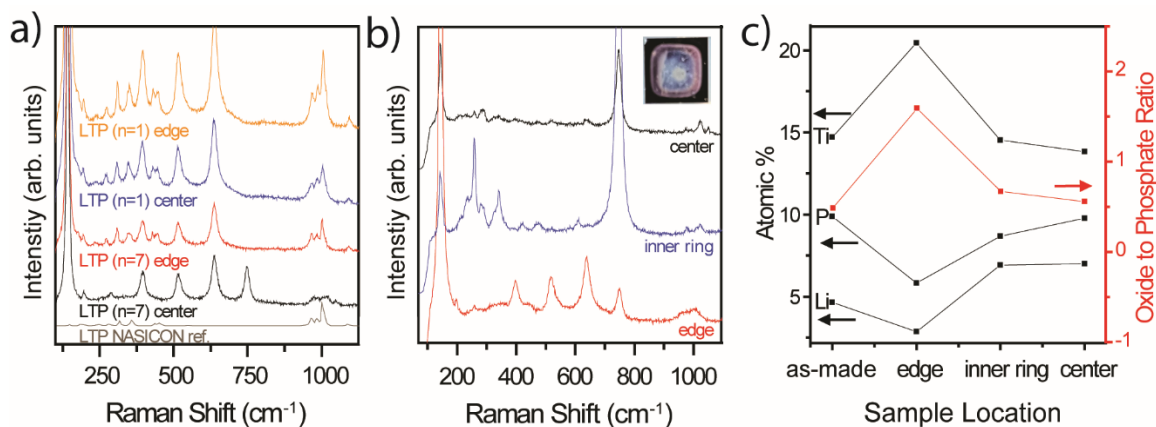 a)
Intenstiy (arb. units)
LTP (n=1) edge
LTP (n=1) center
LTP (n=7) edge
LTP (n=7) center
LTP NASICON ref.
250 500 750 1000
Raman Shift (cm⁻¹)
b)
Intenstiy (arb. units)
center
inner ring
edge
200 400 600 800 1000
Raman Shift (cm⁻¹)
c)
Atomic %
20
15
10
5
Ti
P
Li
2
1
0
-1
Oxide to Phosphate Ratio
as-made edge inner ring center
Sample Location